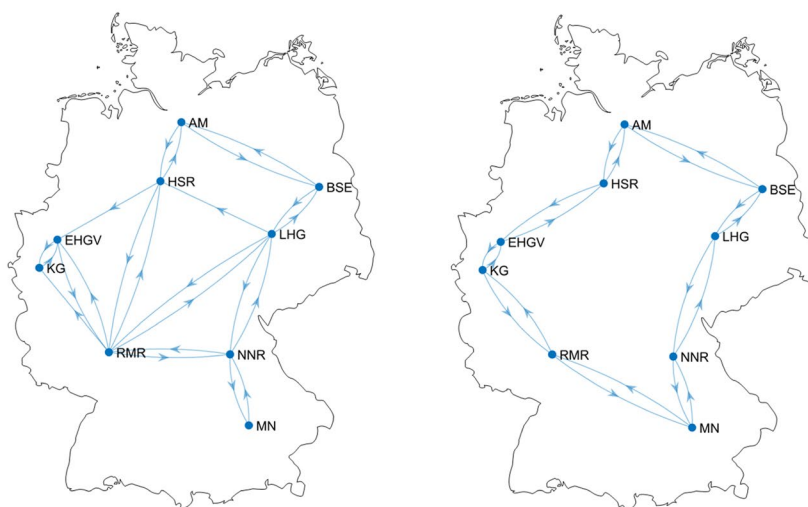 AM
HSR
BSE
EHGV
LHG
KG
RMR
NNR
MN
AM
HSR
BSE
EHGV
LHG
KG
RMR
NNR
MN